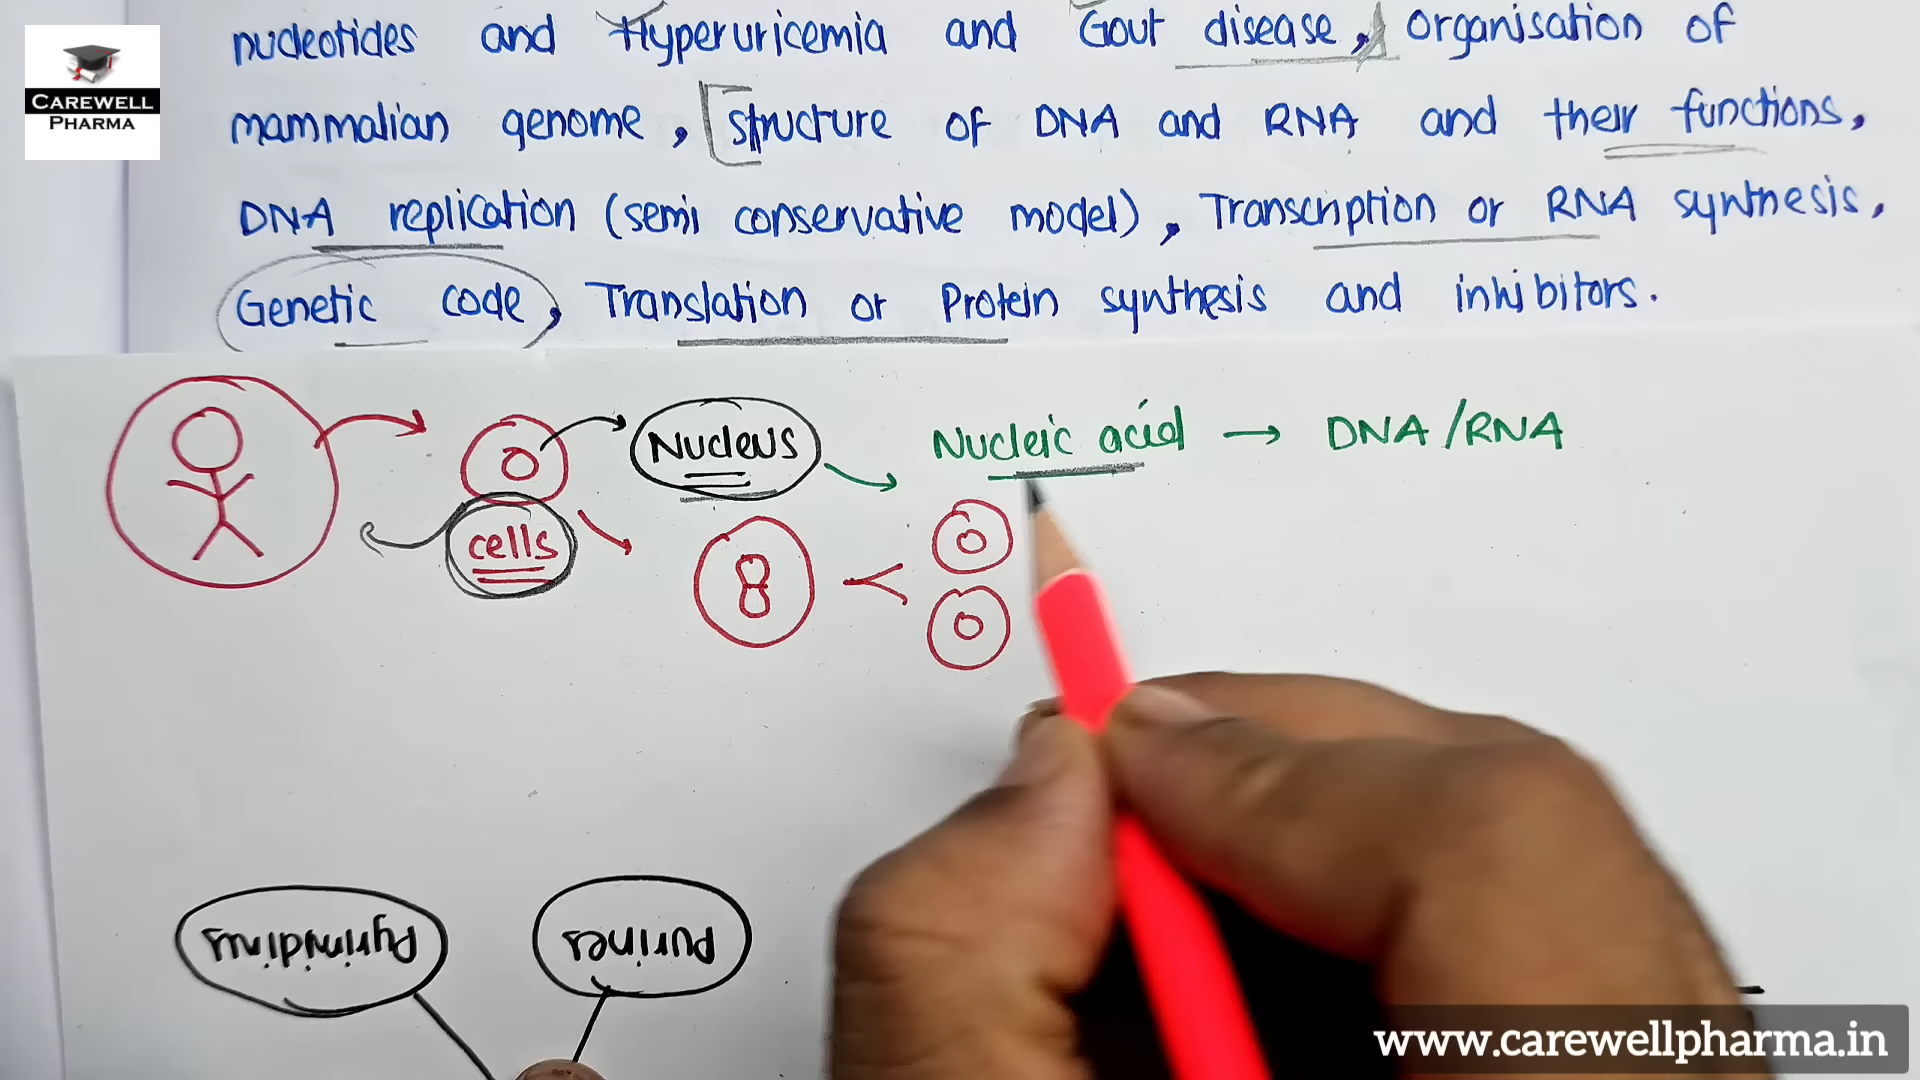 CAREWELL
PHARMA
nucleotides and Hyperuricemia and Gout disease, Organisation of
mammalian genome, structure of DNA and RNA and their functions,
DNA replication (semi conservative model), Transcription or RNA synthesis,
Genetic code, Translation or Protein synthesis and inhibitors.
Nucleus
Nucleic acid → DNA/RNA
cells
Pyrimidinus
Purines
www.carewellpharma.in